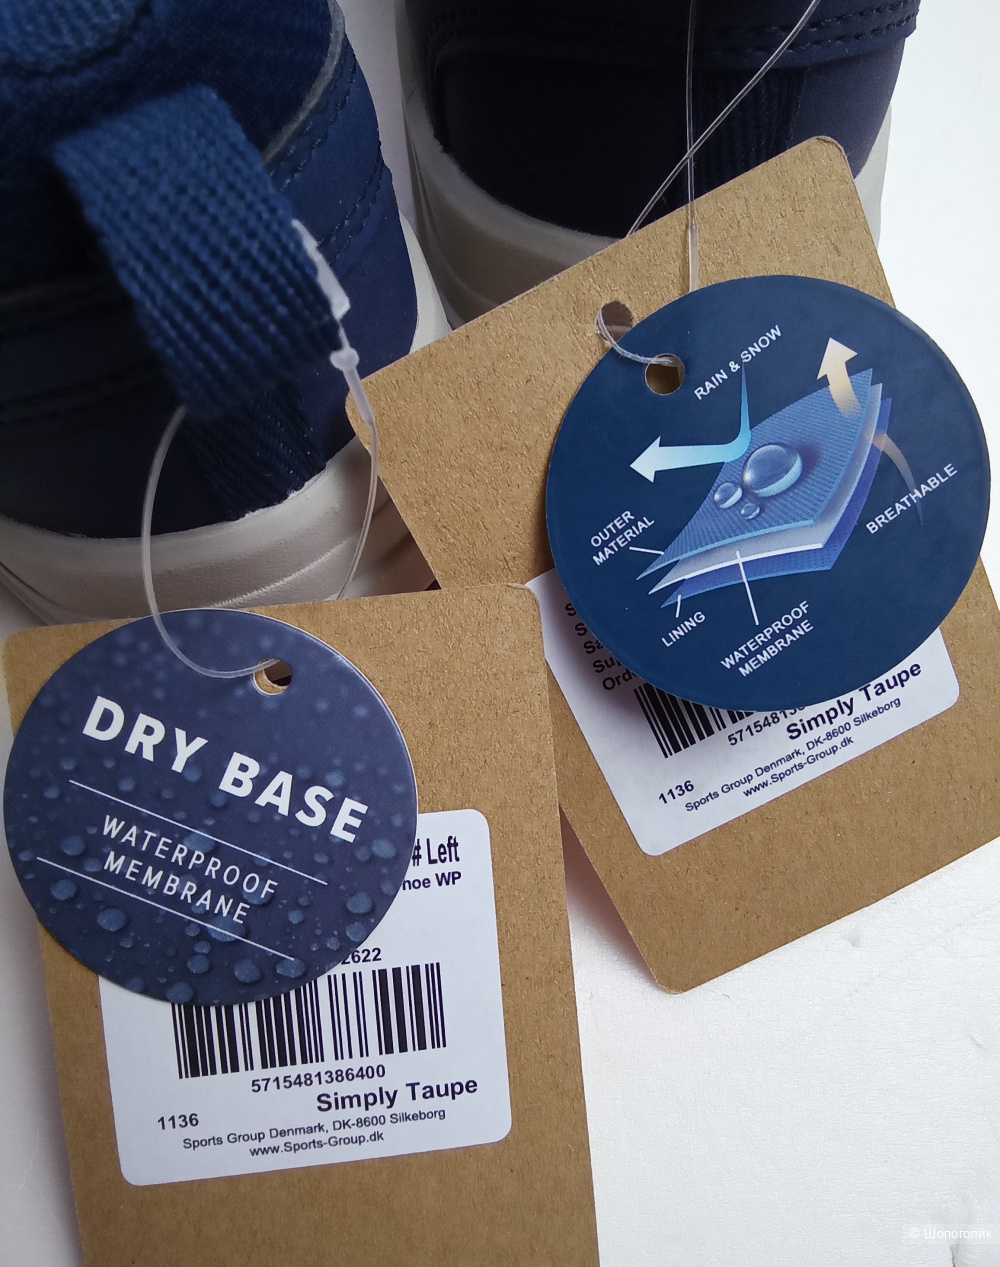 RAIN & SNOW
OUTER
MATERIAL
BREATHABLE
LINING
WATERPROOF
MEMBRANE
Simply Taupe
1136
Sports Group Denmark, DK-8600 Silkeborg
www.Sports-Group.dk
DRY BASE
WATERPROOF
MEMBRANE
# Left
WP
2622
5715481386400
Simply Taupe
1136
Sports Group Denmark, DK-8600 Silkeborg
www.Sports-Group.dk
© Шопоголик